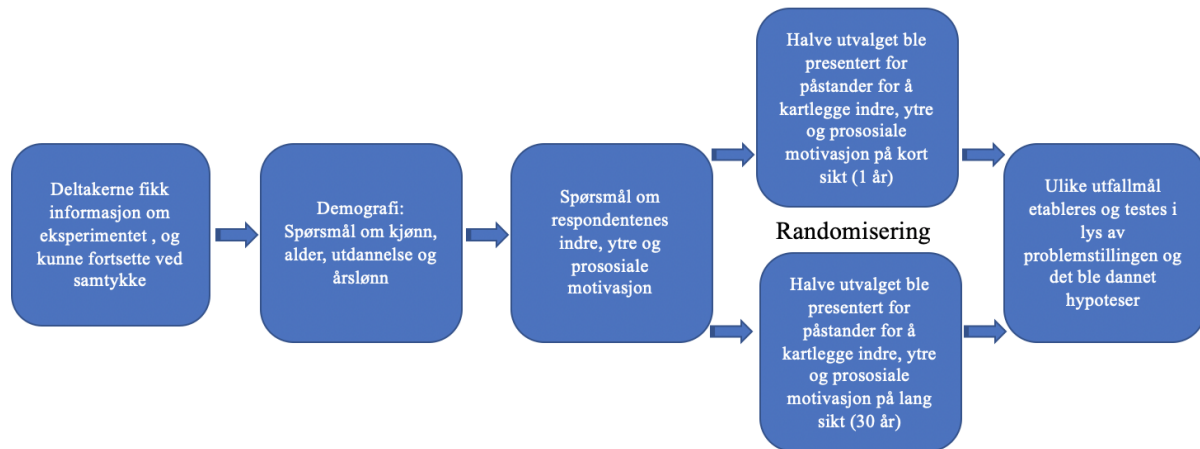 Deltakerne fikk
informasjon om
eksperimentet , og
kunne fortsette ved
samtykke
Demografi:
Spørsmål om kjønn,
alder, utdannelse og
årslønn
Spørsmål om
respondentenes
indre, ytre og
prososiale
motivasjon
Halve utvalget ble
presentert for
påstander for å
kartlegge indre, ytre
og prososiale
motivasjon på kort
sikt (1 år)
Randomisering
Halve utvalget ble
presentert for
påstander for å
kartlegge indre, ytre
og prososiale
motivasjon på lang
sikt (30 år)
Ulike utfallmål
etableres og testes i
lys av
problemstillingen og
det ble dannet
hypoteser